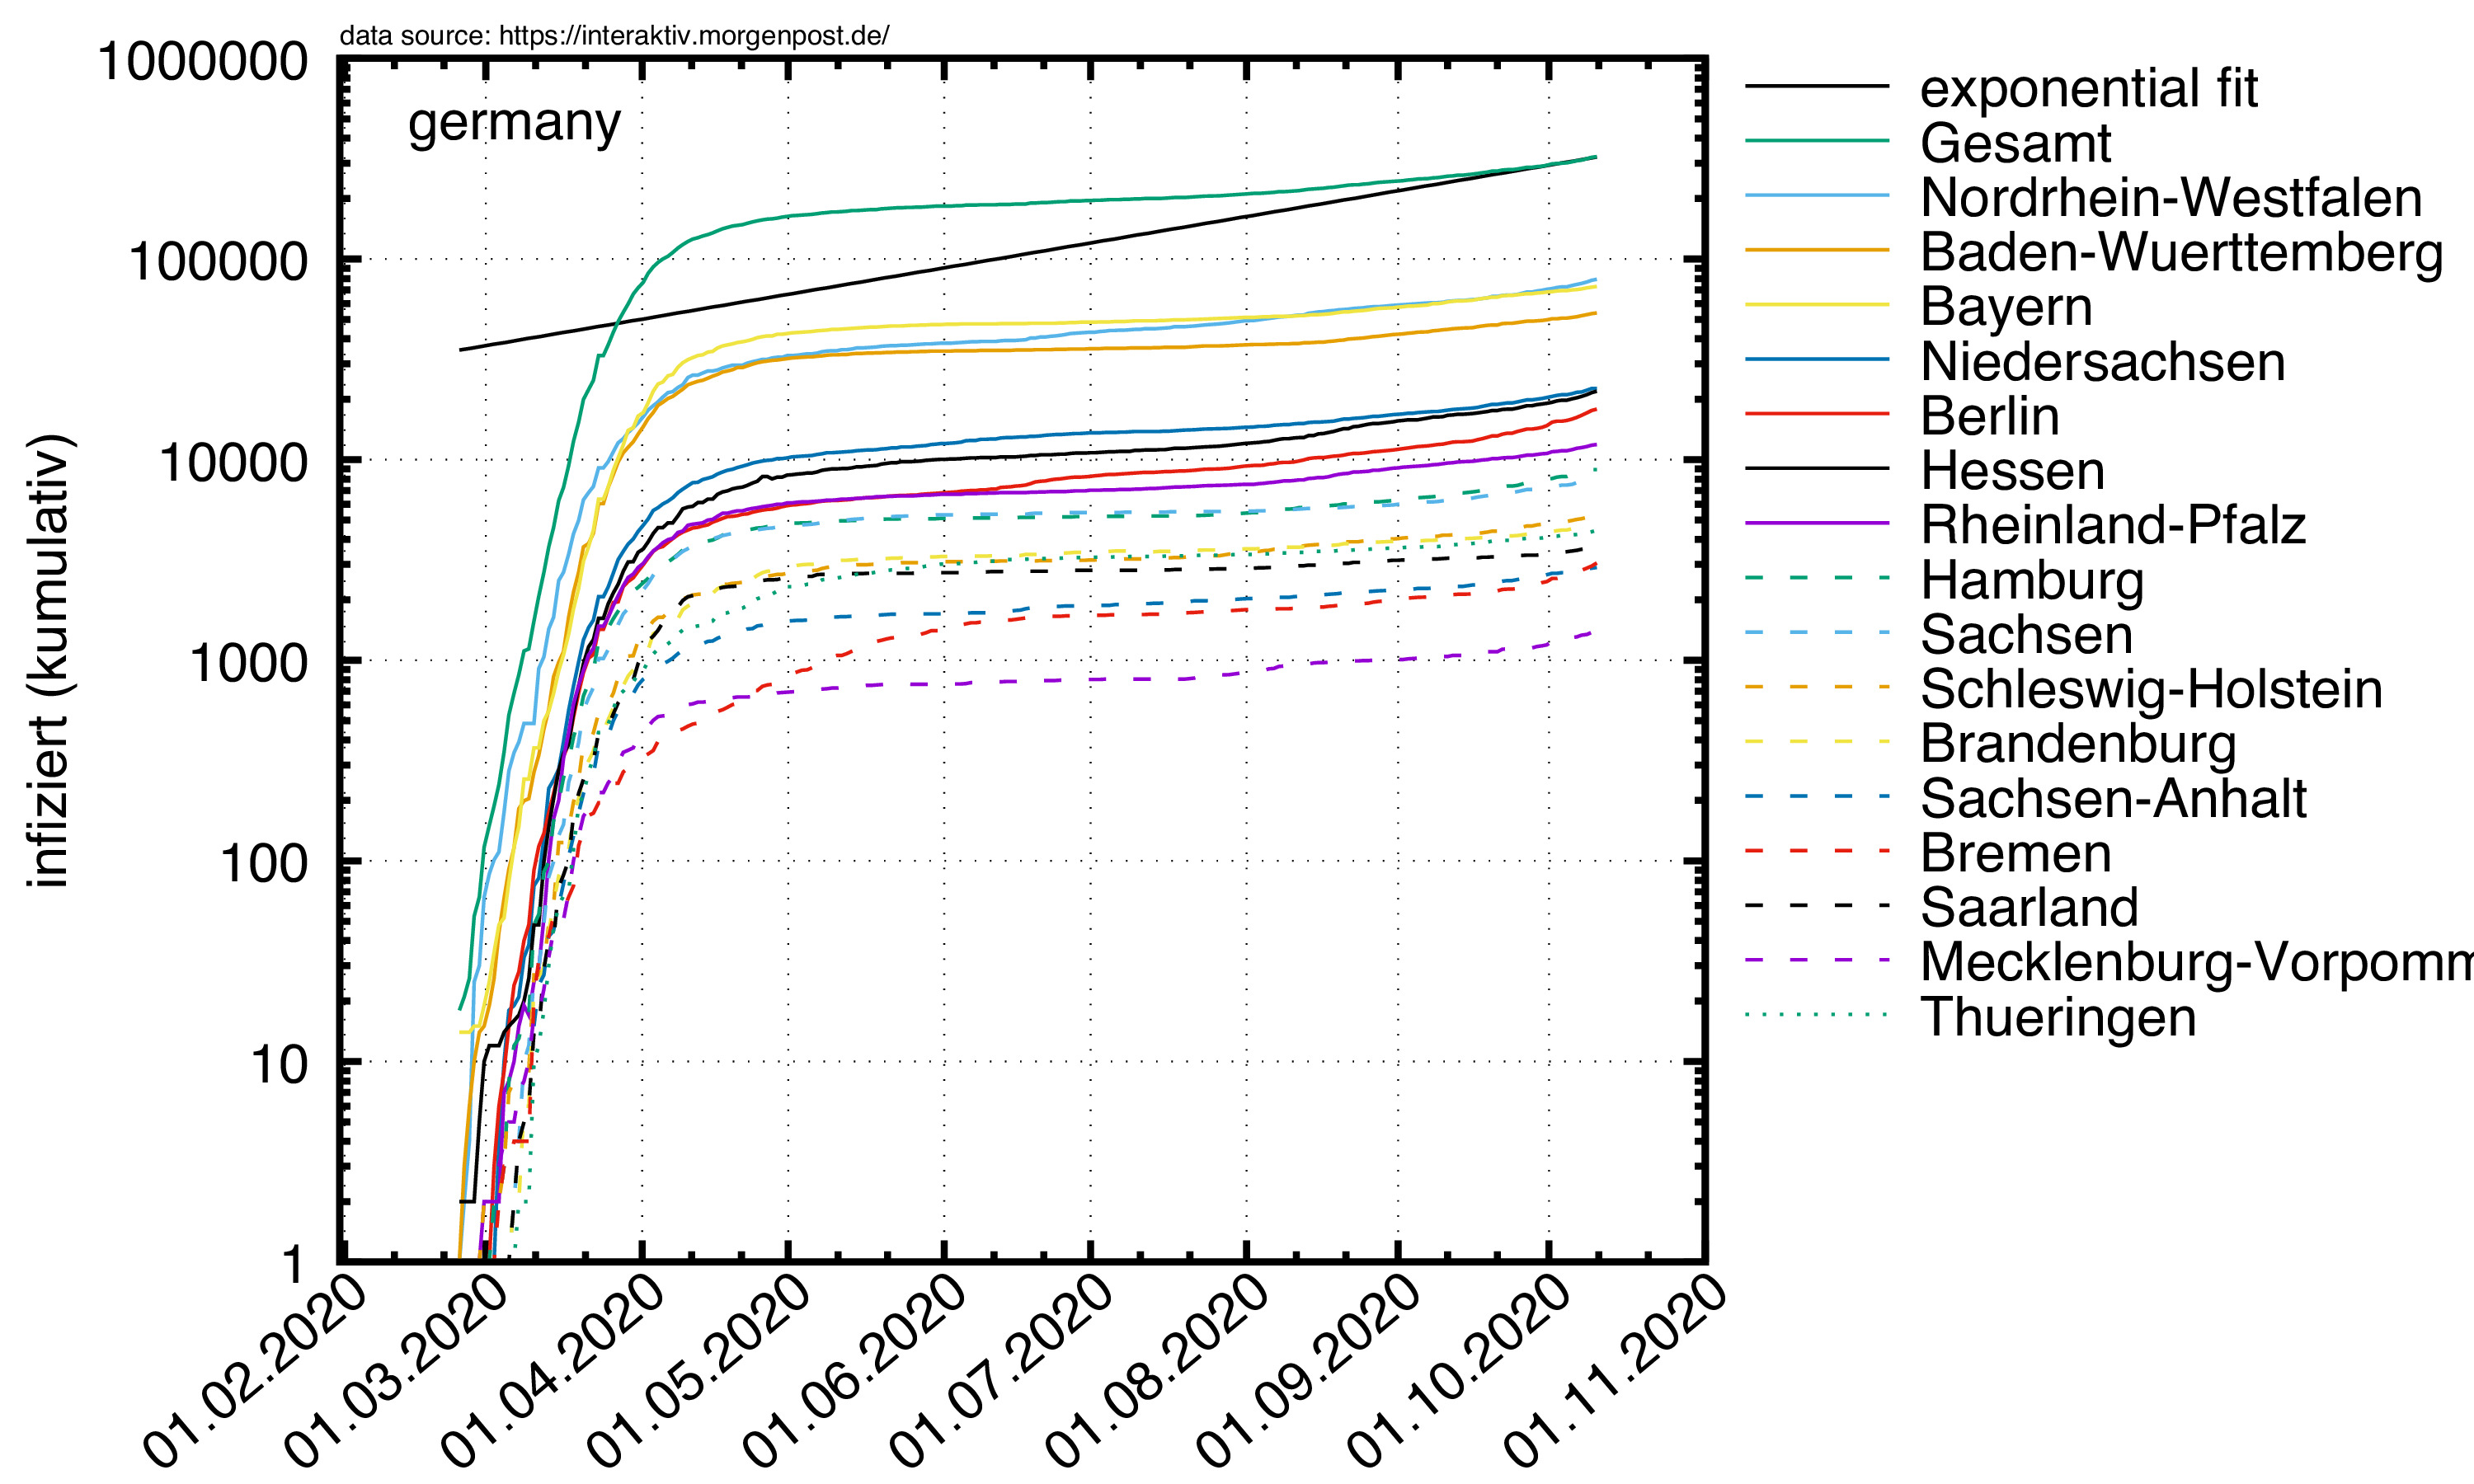 data source: https://interaktiv.morgenpost.de/
germany
infiziert (kumulativ)
1000000
100000
10000
1000
100
10
1
01.02.2020
01.03.2020
01.04.2020
01.05.2020
01.06.2020
01.07.2020
01.08.2020
01.09.2020
01.10.2020
01.11.2020
exponential fit
Gesamt
Nordrhein-Westfalen
Baden-Wuerttemberg
Bayern
Niedersachsen
Berlin
Hessen
Rheinland-Pfalz
Hamburg
Sachsen
Schleswig-Holstein
Brandenburg
Sachsen-Anhalt
Bremen
Saarland
Mecklenburg-Vorpomm
Thueringen